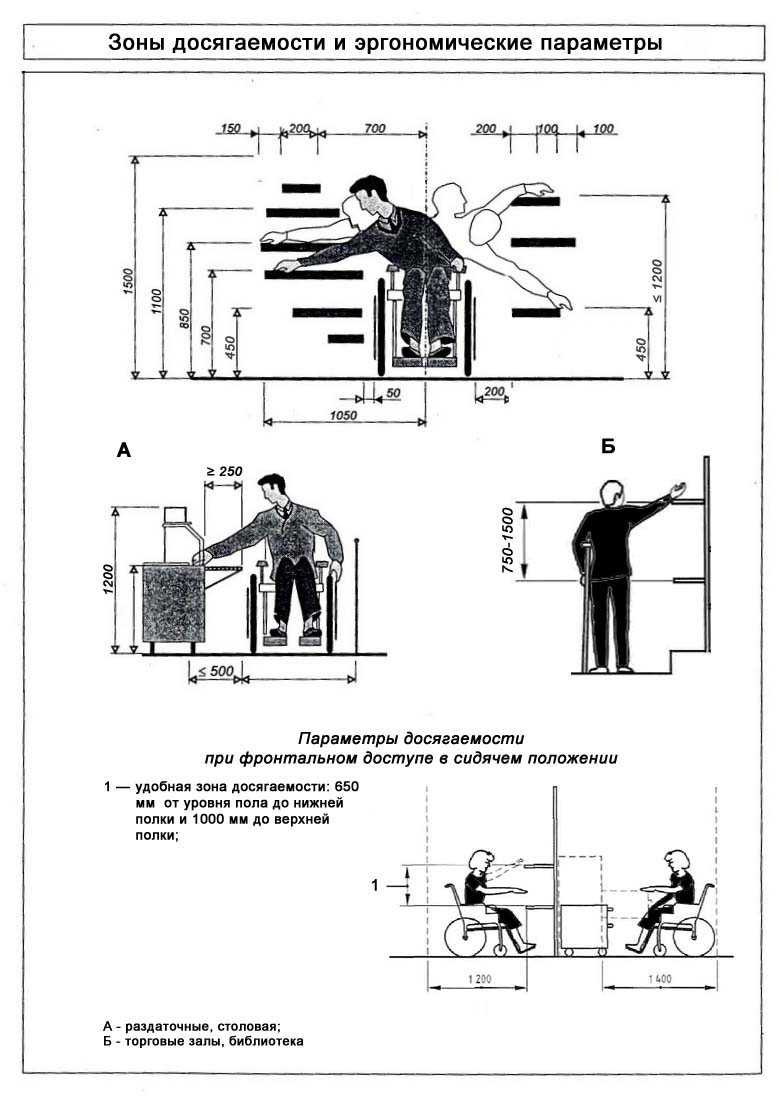 Зоны досягаемости и эргономические параметры
150 200 700 200 100 100
1500
1100
850
700
450
≤ 1200
450
50 200
1050
А
Б
≥ 250
1200
750-1500
≤ 500
Параметры досягаемости
при фронтальном доступе в сидячем положении
1 — удобная зона досягаемости: 650
мм от уровня пола до нижней
полки и 1000 мм до верхней
полки;
1
1 200 1 400
А - раздаточные, столовая;
Б - торговые залы, библиотека